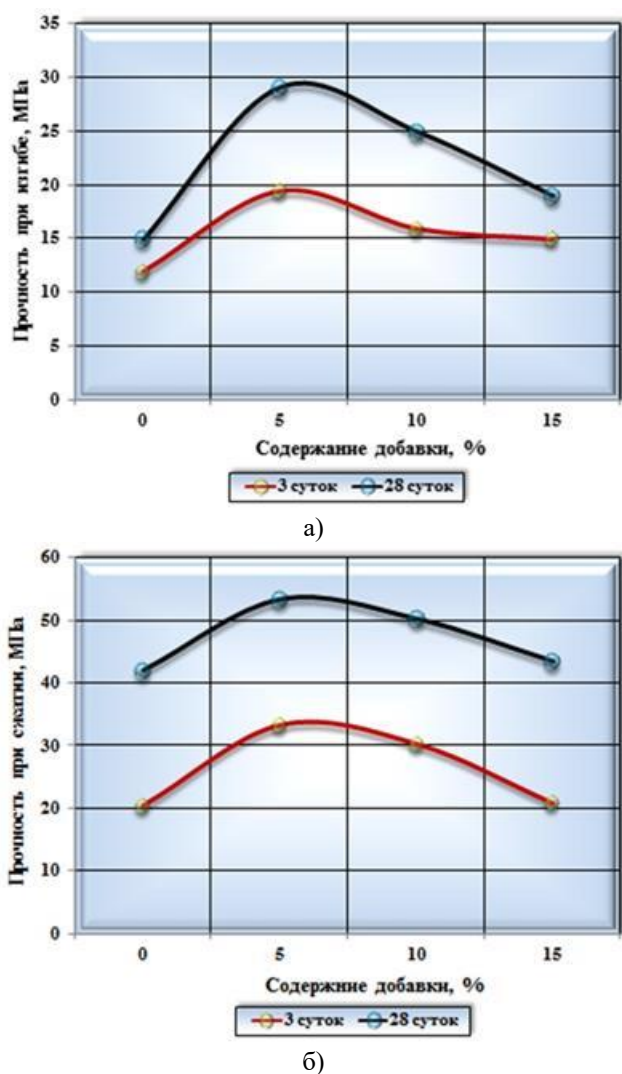 Прочность при изгибе, МПа
35
30
25
20
15
10
5
0
0 5 10 15
Содержание добавки, %
3 суток 28 суток
а)
Прочность при сжатии, МПа
60
50
40
30
20
10
0
0 5 10 15
Содержние добавки, %
3 суток 28 суток
б)